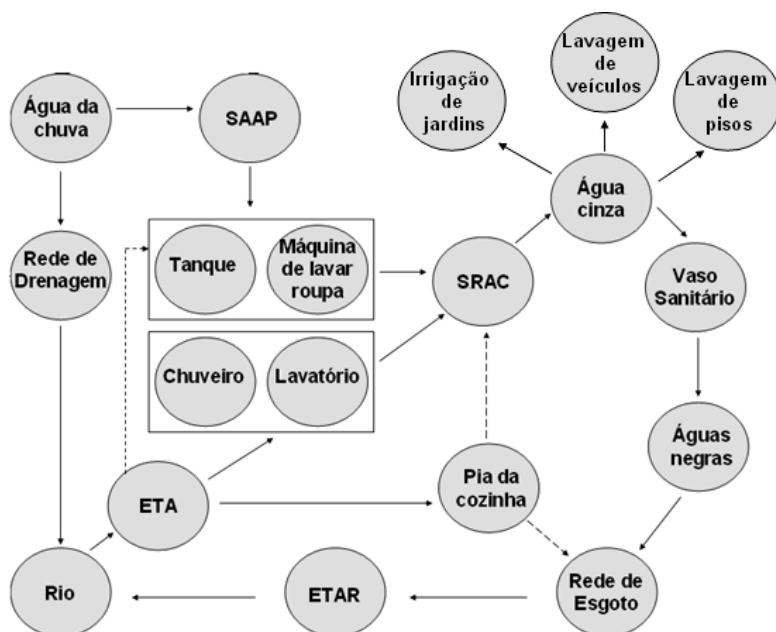 Água da
chuva
SAAP
Irrigação
de
jardins
Lavagem
de
veículos
Lavagem
de
pisos
Água
cinza
Rede de
Drenagem
Tanque
Máquina
de lavar
roupa
SRAC
Vaso
Sanitário
Chuveiro
Lavatório
Águas
negras
ETA
Pia da
cozinha
Rio
ETAR
Rede de
Esgoto